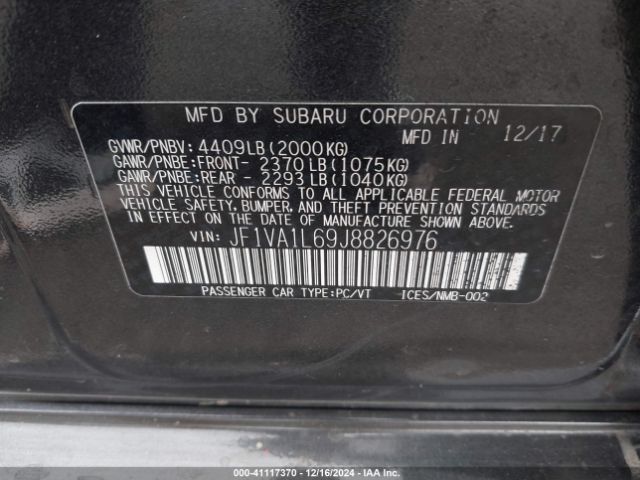 MFD BY SUBARU CORPORATION
MFD IN 12/17
GVWR/PNBV: 4409LB(2000KG)
GAWR/PNBE:FRONT- 2370LB(1075KG)
GAWR/PNBE:REAR - 2293LB(1040KG)
THIS VEHICLE CONFORMS TO ALL APPLICABLE FEDERAL MOTOR
VEHICLE SAFETY, BUMPER, AND THEFT PREVENTION STANDARDS
IN EFFECT ON THE DATE OF MANUFACTURE SHOWN ABOVE.
VIN: JF1VA1L69J8826976
PASSENGER CAR TYPE:PC/VT ICES/NMB-002
000-41117370 - 12/16/2024 - IAA Inc.